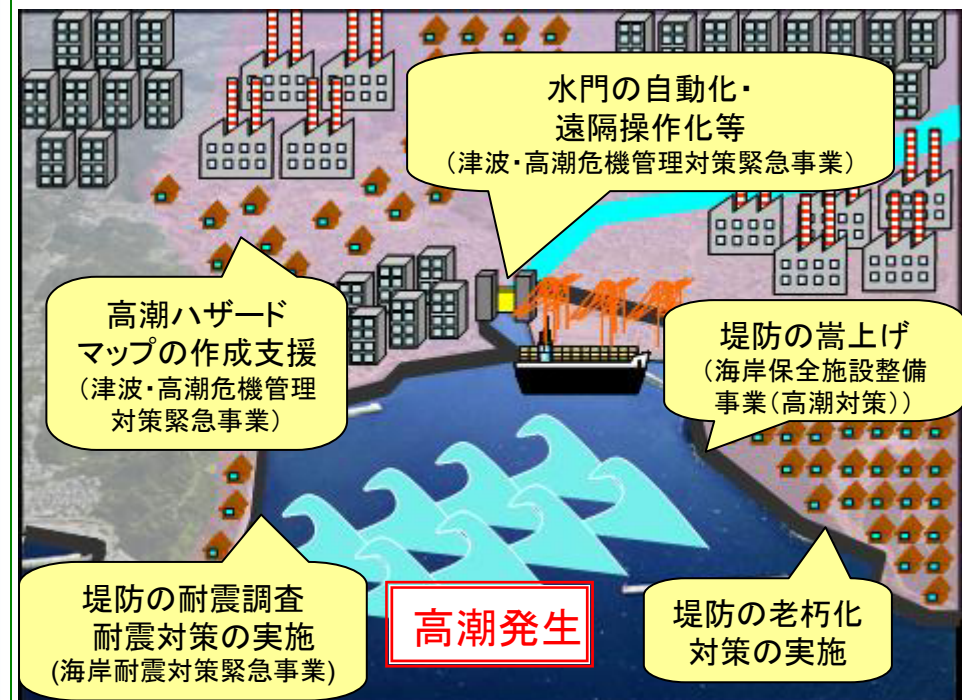 水門の自動化・
遠隔操作化等
（津波・高潮危機管理対策緊急事業）
高潮ハザード
マップの作成支援
（津波・高潮危機管理
対策緊急事業）
堤防の嵩上げ
（海岸保全施設整備
事業（高潮対策））
堤防の耐震調査
耐震対策の実施
(海岸耐震対策緊急事業)
高潮発生
堤防の老朽化
対策の実施